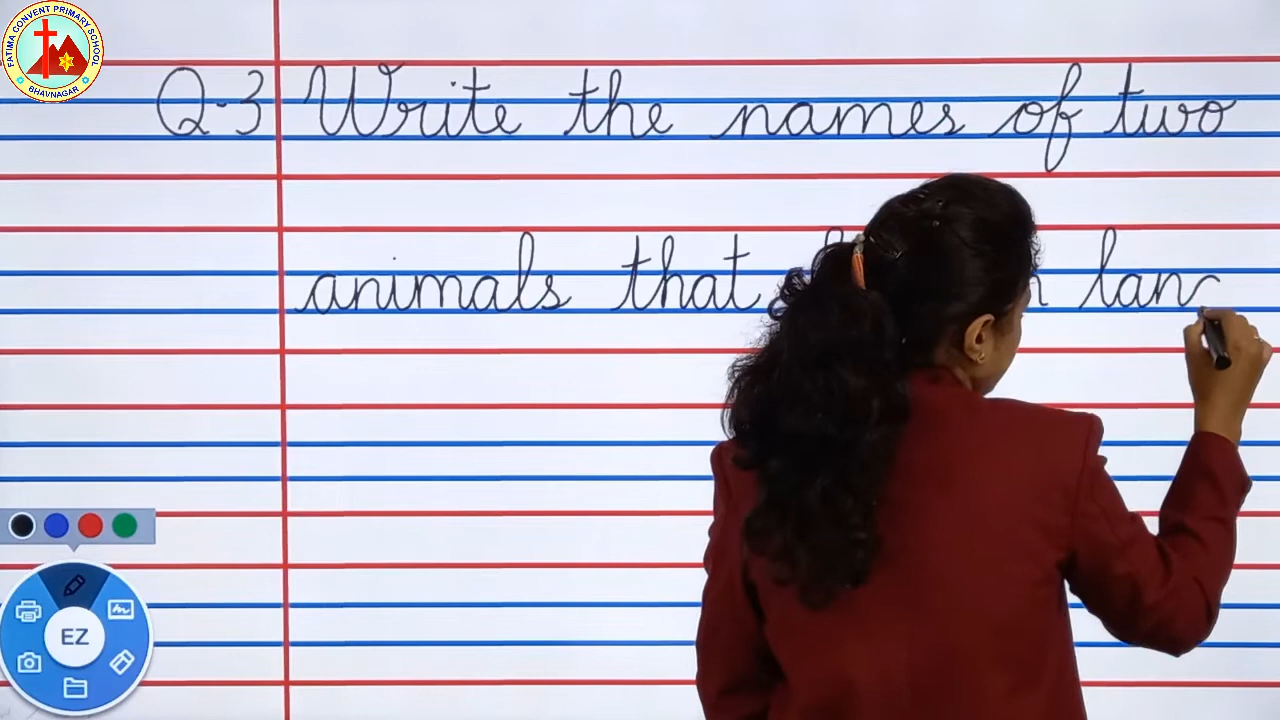 FATIMA CONVENT PRIMARY SCHOOL
BHAVNAGAR
Q.3 Write the names of two
animals that lan
EZ